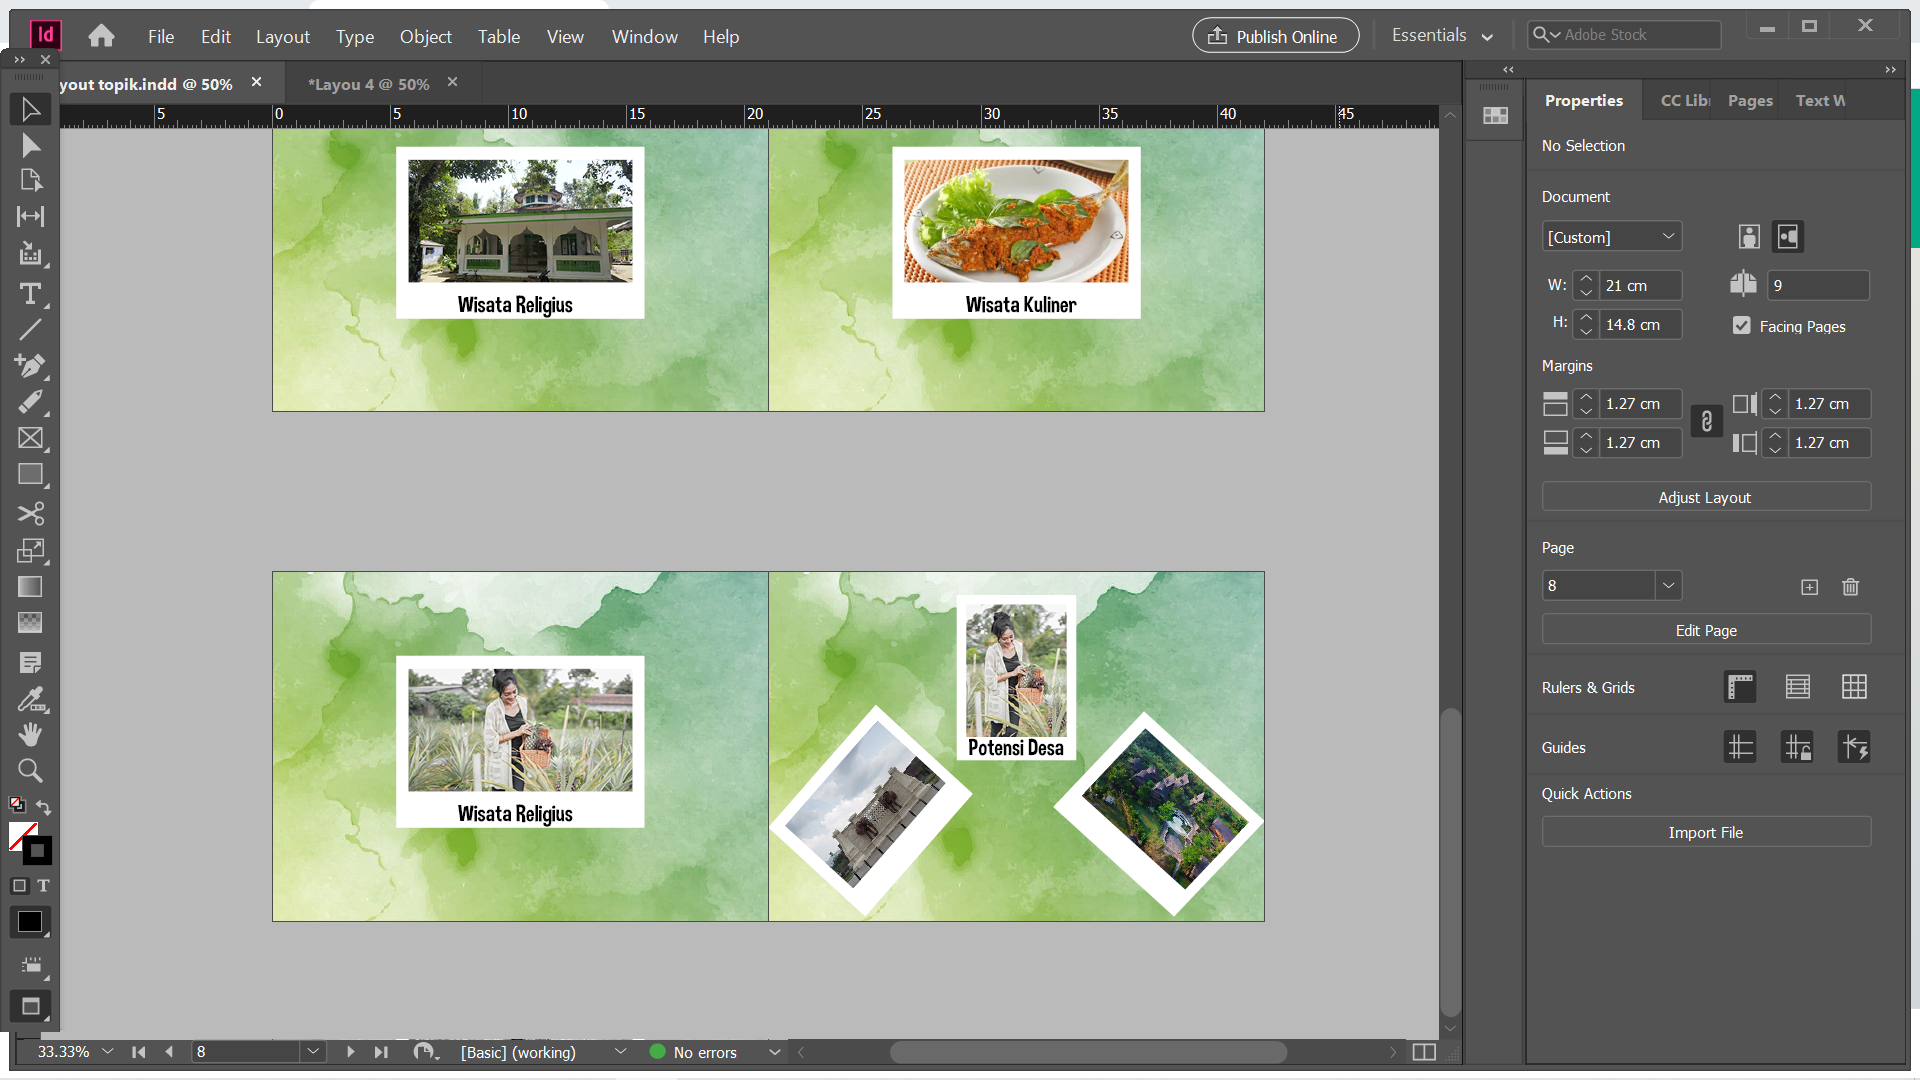 Id
File Edit Layout Type Object Table View Window Help
Publish Online
Essentials
Adobe Stock
yout topik.indd @ 50%
*Layou 4 @ 50%
5 0 5 10 15 20 25 30 35 40 45
Wisata Religius
Wisata Kuliner
Wisata Religius
Potensi Desa
Properties
CC Lib
Pages
Text W
No Selection
Document
[Custom]
W: 21 cm
9
H: 14.8 cm
Facing Pages
Margins
1.27 cm
1.27 cm
1.27 cm
1.27 cm
Adjust Layout
Page
8
Edit Page
Rulers & Grids
Guides
Quick Actions
Import File
33.33%
8
[Basic] (working)
No errors